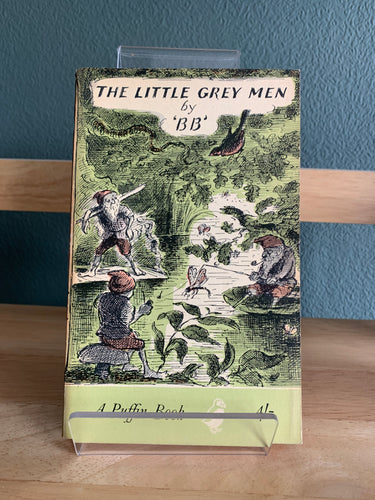 THE LITTLE GREY MEN
by
'BB'
A Puffin Book 4/-